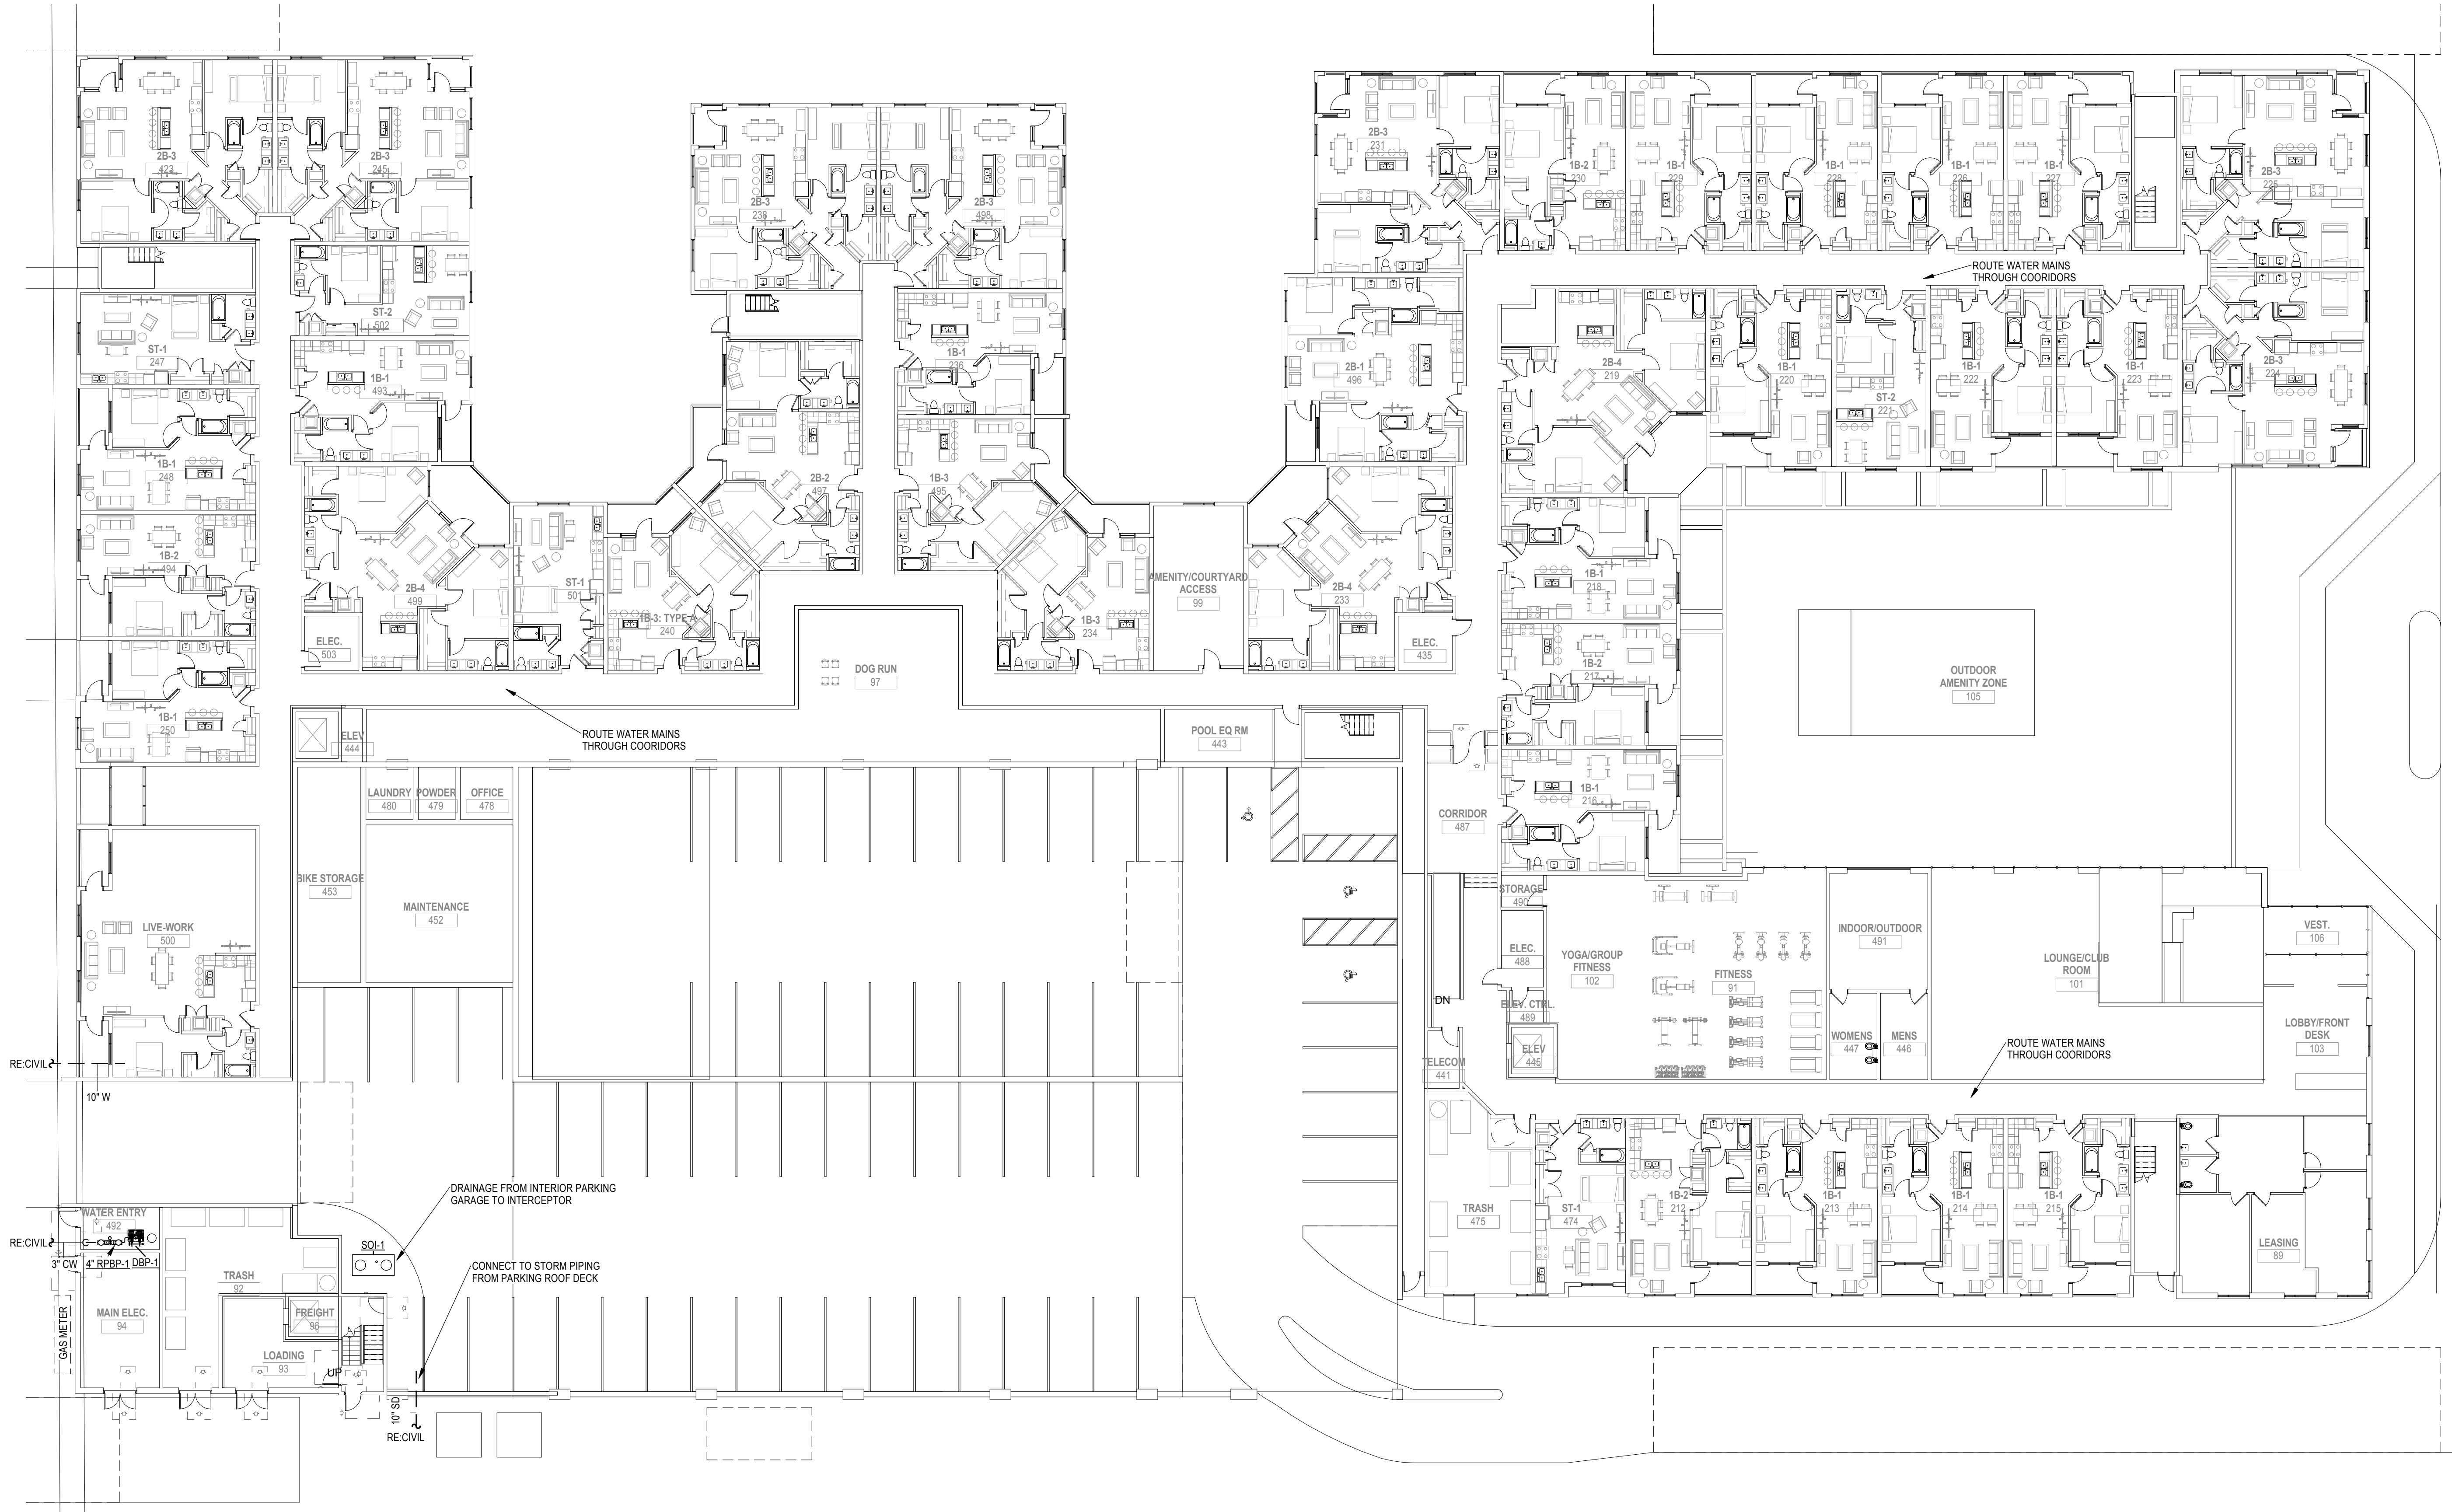 2B-3
423
2B-3
245
2B-3
238
2B-3
498
2B-3
231
1B-2
230
1B-1
229
1B-1
228
1B-1
226
1B-1
227
2B-3
225
ROUTE WATER MAINS
THROUGH COORIDORS
ST-2
502
ST-1
247
1B-1
493
1B-1
236
2B-1
496
2B-4
219
1B-1
220
ST-2
221
1B-1
222
1B-1
223
2B-3
224
1B-1
248
1B-2
494
2B-4
499
ST-1
501
1B-3: TYPE A
240
2B-2
497
1B-3
495
1B-3
234
AMENITY/COURTYARD
ACCESS
99
2B-4
233
ELEC.
435
1B-1
218
1B-2
217
ELEC.
503
DOG RUN
97
OUTDOOR
AMENITY ZONE
105
1B-1
250
ELEV
444
ROUTE WATER MAINS
THROUGH COORIDORS
POOL EQ RM
443
LAUNDRY
480
POWDER
479
OFFICE
478
CORRIDOR
487
1B-1
216
BIKE STORAGE
453
MAINTENANCE
452
LIVE-WORK
500
STORAGE
490
ELEC.
488
YOGA/GROUP
FITNESS
102
FITNESS
91
INDOOR/OUTDOOR
491
LOUNGE/CLUB
ROOM
101
VEST.
106
DN
ELEV. CTRL.
489
ELEV
445
WOMENS
447
MENS
446
LOBBY/FRONT
DESK
103
ROUTE WATER MAINS
THROUGH COORIDORS
TELECOM
441
RE:CIVIL
10" W
DRAINAGE FROM INTERIOR PARKING
GARAGE TO INTERCEPTOR
TRASH
475
ST-1
474
1B-2
212
1B-1
213
1B-1
214
1B-1
215
LEASING
89
WATER ENTRY
492
RE:CIVIL
3" CW
4" RPBP-1
DBP-1
SOI-1
CONNECT TO STORM PIPING
FROM PARKING ROOF DECK
TRASH
92
MAIN ELEC.
94
FREIGHT
96
LOADING
93
UP
GAS METER
10" SD
RE:CIVIL